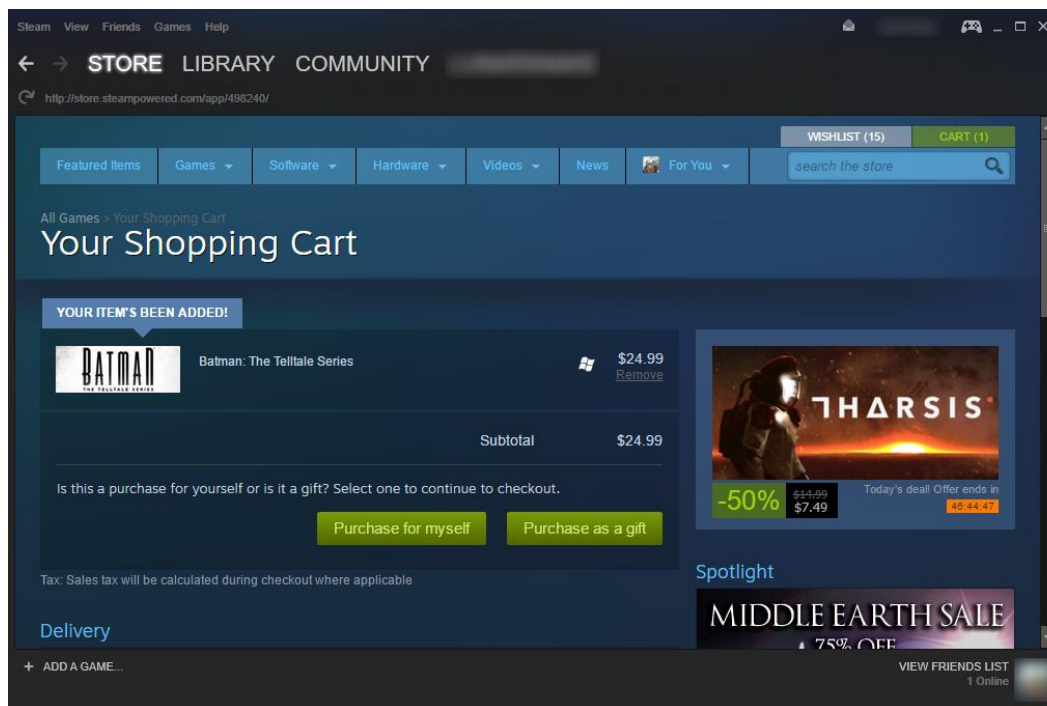 Steam View Friends Games Help
STORE LIBRARY COMMUNITY
http://store.steampowered.com/app/498240/
WISHLIST (15) CART (1)
Featured Items Games Software Hardware Videos News For You search the store
All Games > Your Shopping Cart
Your Shopping Cart
YOUR ITEM'S BEEN ADDED!
BATMAN
THE TELLTALE SERIES
Batman: The Telltale Series
$24.99
Remove
Subtotal $24.99
Is this a purchase for yourself or is it a gift? Select one to continue to checkout.
Purchase for myself Purchase as a gift
Tax: Sales tax will be calculated during checkout where applicable
Delivery
THARSIS
-50%
$14.99
$7.49
Today's deal! Offer ends in
46:44:47
Spotlight
MIDDLE EARTH SALE
75% OFF
+ ADD A GAME...
VIEW FRIENDS LIST
1 Online